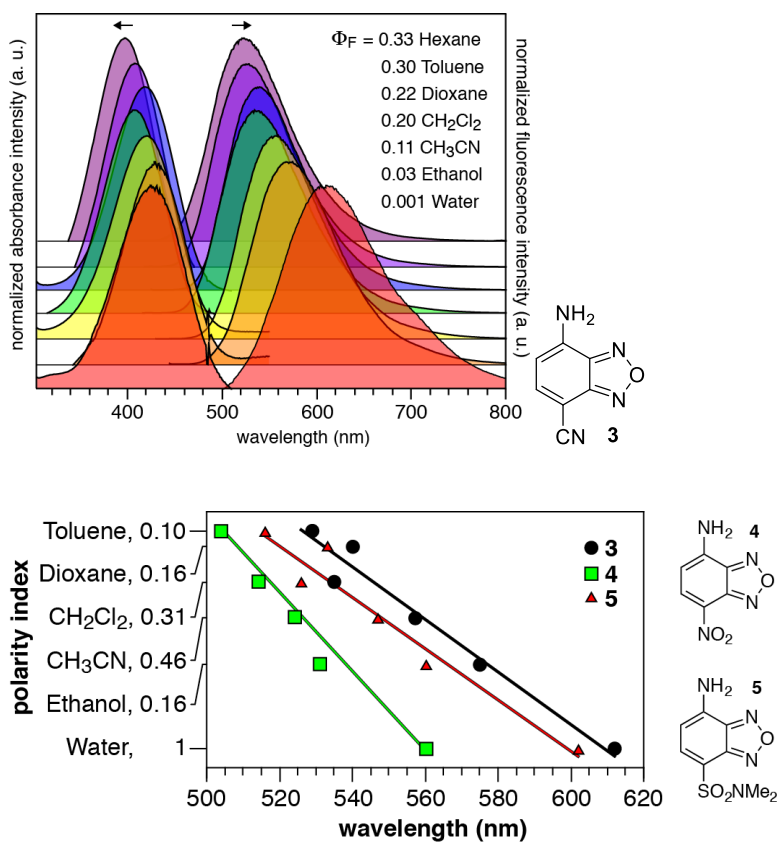 normalized absorbance intensity (a. u.)
normalized fluorescence intensity (a. u.)
ΦF = 0.33 Hexane
0.30 Toluene
0.22 Dioxane
0.20 CH2Cl2
0.11 CH3CN
0.03 Ethanol
0.001 Water
400 500 600 700 800
wavelength (nm)
NH2
N
O
N
CN 3
polarity index
Toluene, 0.10
Dioxane, 0.16
CH2Cl2, 0.31
CH3CN, 0.46
Ethanol, 0.16
Water, 1
3
4
5
500 520 540 560 580 600 620
wavelength (nm)
NH2 4
N
O
N
NO2
NH2 5
N
O
N
SO2NMe2